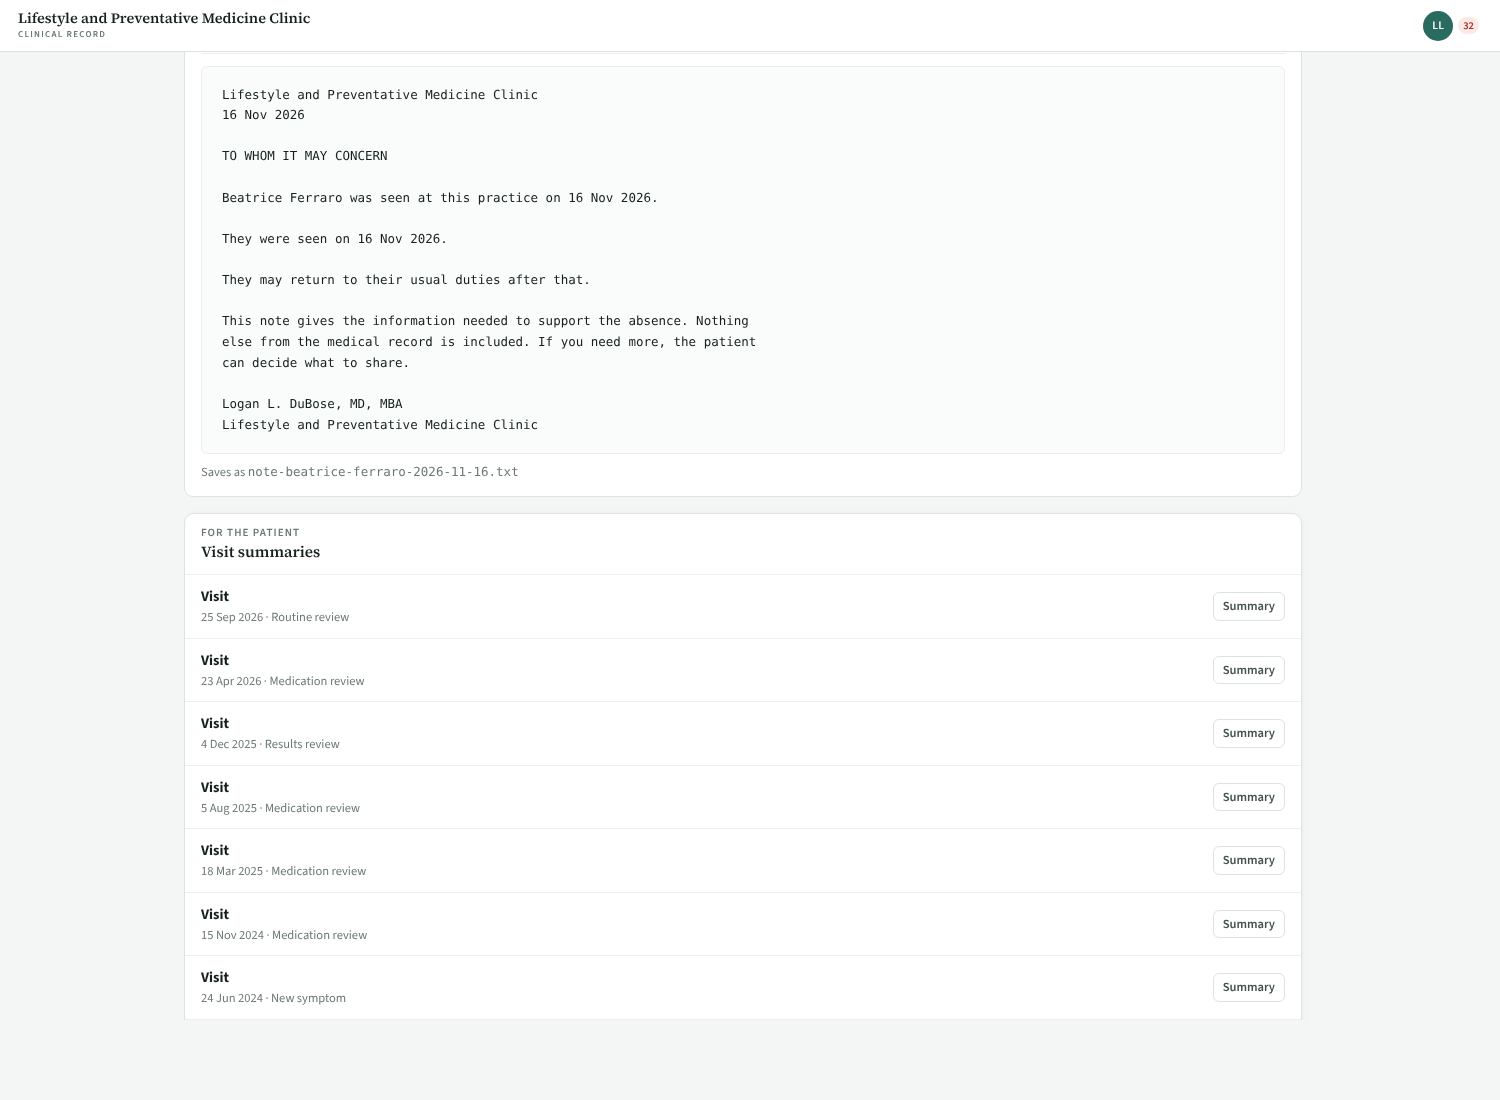 Lifestyle and Preventative Medicine Clinic
CLINICAL RECORD
LL
32
Lifestyle and Preventative Medicine Clinic
16 Nov 2026
TO WHOM IT MAY CONCERN
Beatrice Ferraro was seen at this practice on 16 Nov 2026.
They were seen on 16 Nov 2026.
They may return to their usual duties after that.
This note gives the information needed to support the absence. Nothing
else from the medical record is included. If you need more, the patient
can decide what to share.
Logan L. DuBose, MD, MBA
Lifestyle and Preventative Medicine Clinic
Saves as note-beatrice-ferraro-2026-11-16.txt
FOR THE PATIENT
Visit summaries
Visit
25 Sep 2026 · Routine review
Summary
Visit
23 Apr 2026 · Medication review
Summary
Visit
4 Dec 2025 · Results review
Summary
Visit
5 Aug 2025 · Medication review
Summary
Visit
18 Mar 2025 · Medication review
Summary
Visit
15 Nov 2024 · Medication review
Summary
Visit
24 Jun 2024 · New symptom
Summary